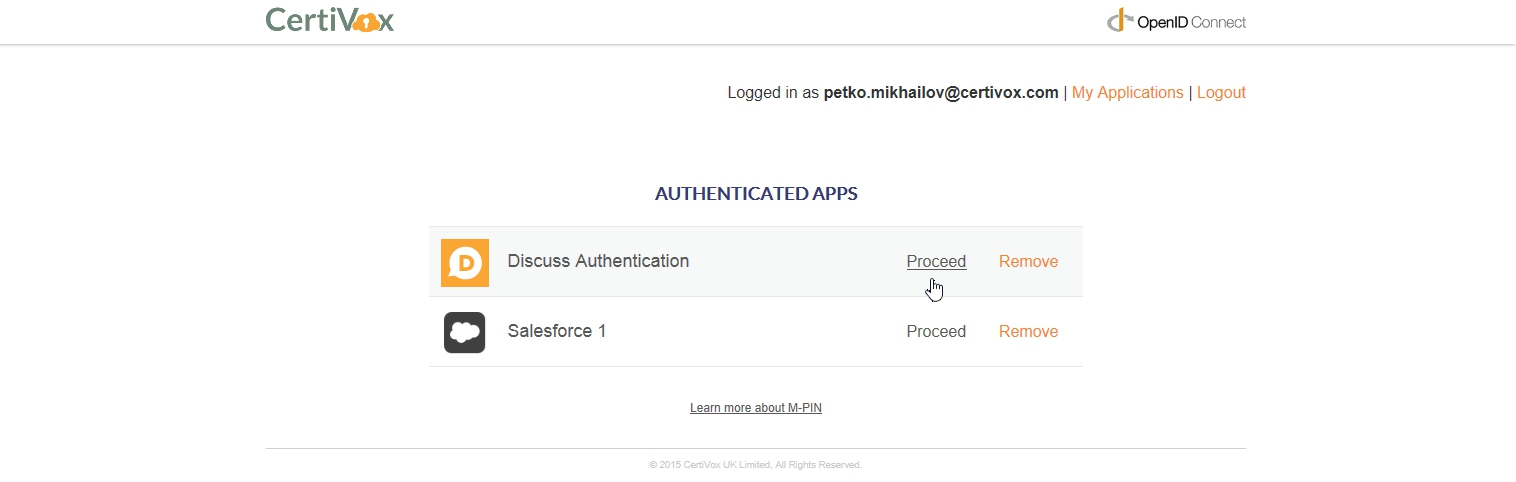 CertiVox
OpenID Connect
Logged in as petko.mikhailov@certivox.com | My Applications | Logout
AUTHENTICATED APPS
D Discuss Authentication Proceed Remove
Salesforce 1 Proceed Remove
Learn more about M-PIN
© 2015 CertiVox UK Limited, All Rights Reserved.